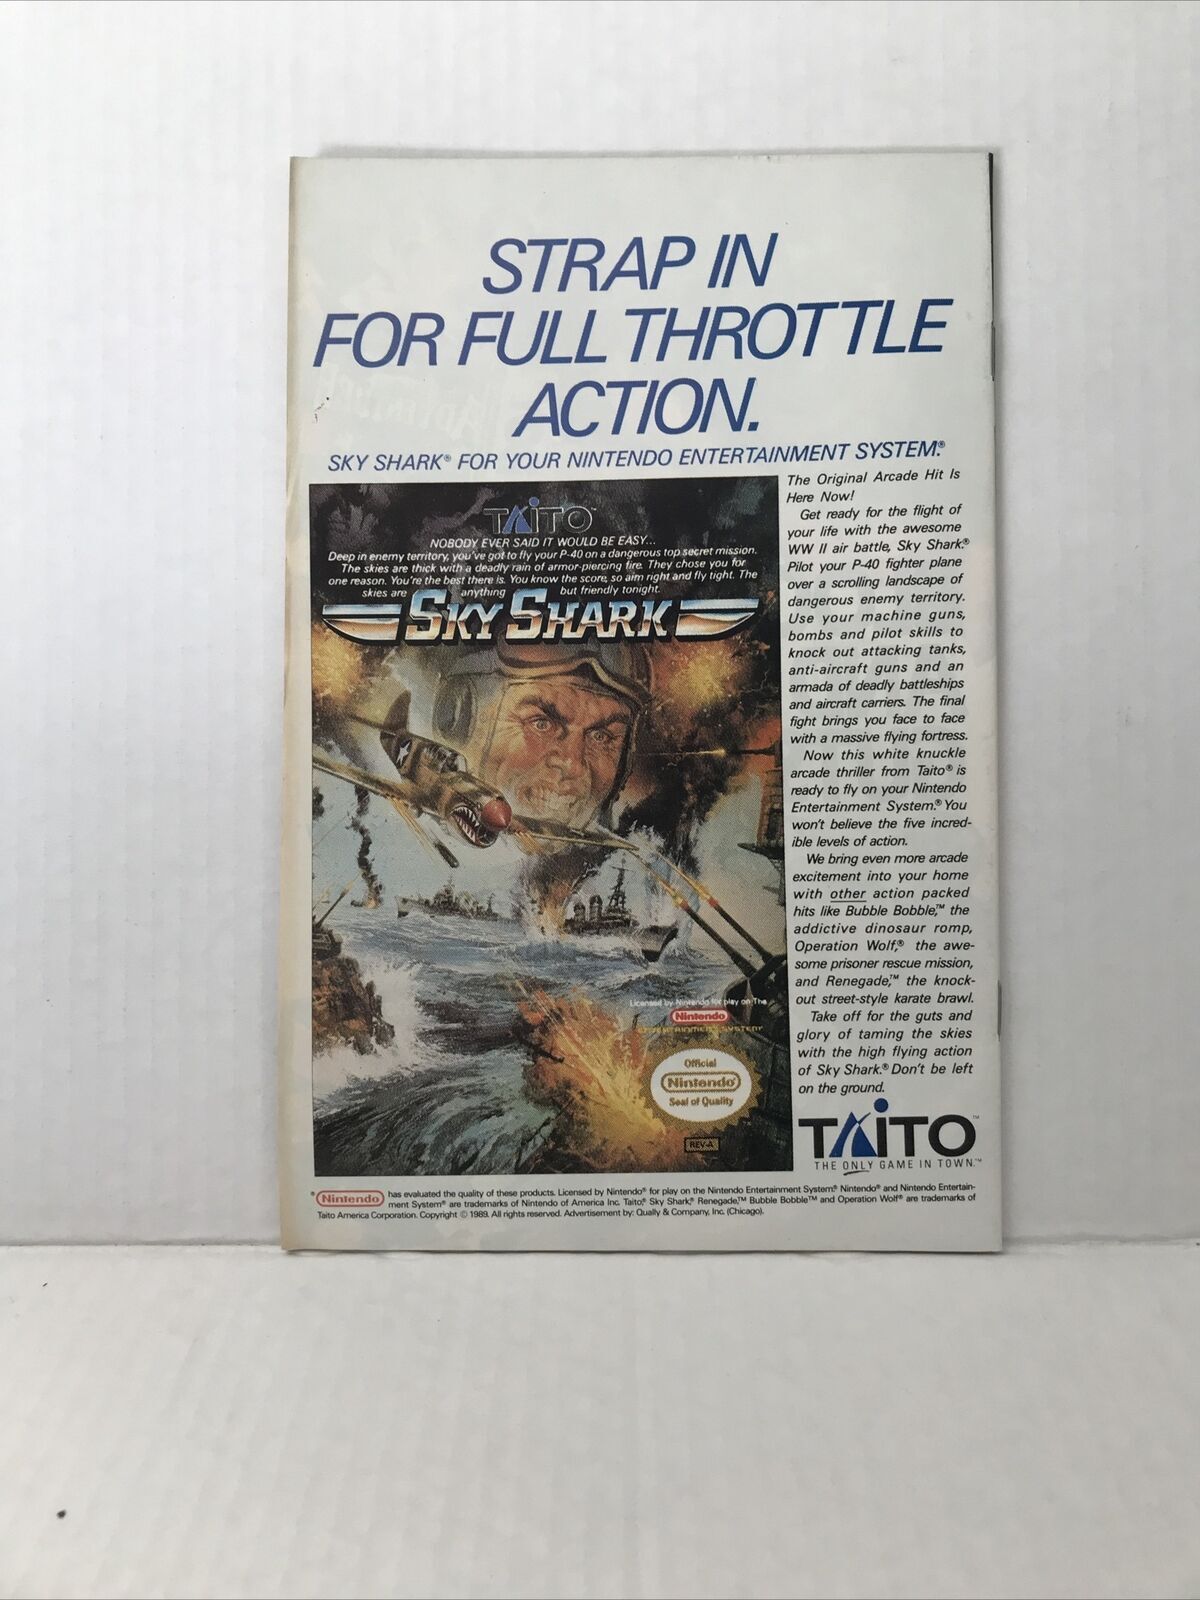 STRAP IN
FOR FULL THROTTLE
ACTION.
SKY SHARK® FOR YOUR NINTENDO ENTERTAINMENT SYSTEM.®
TAITO™
NOBODY EVER SAID IT WOULD BE EASY...
Deep in enemy territory, you've got to fly your P-40 on a dangerous top secret mission.
The skies are thick with a deadly rain of armor-piercing fire. They chose you for
one reason. You're the best there is. You know the score, so aim right and fly tight. The
skies are anything but friendly tonight.
SKY SHARK
Licensed by Nintendo for play on The
Nintendo
ENTERTAINMENT SYSTEM
Official
Nintendo
Seal of Quality
REV-A
The Original Arcade Hit Is
Here Now!
Get ready for the flight of
your life with the awesome
WW II air battle, Sky Shark.®
Pilot your P-40 fighter plane
over a scrolling landscape of
dangerous enemy territory.
Use your machine guns,
bombs and pilot skills to
knock out attacking tanks,
anti-aircraft guns and an
armada of deadly battleships
and aircraft carriers. The final
fight brings you face to face
with a massive flying fortress.
Now this white knuckle
arcade thriller from Taito® is
ready to fly on your Nintendo
Entertainment System.® You
won't believe the five incred-
ible levels of action.
We bring even more arcade
excitement into your home
with other action packed
hits like Bubble Bobble,™ the
addictive dinosaur romp,
Operation Wolf,® the awe-
some prisoner rescue mission,
and Renegade,™ the knock-
out street-style karate brawl.
Take off for the guts and
glory of taming the skies
with the high flying action
of Sky Shark.® Don't be left
on the ground.
TAITO™
THE ONLY GAME IN TOWN.™
® Nintendo has evaluated the quality of these products. Licensed by Nintendo® for play on the Nintendo Entertainment System.® Nintendo® and Nintendo Entertain-
ment System® are trademarks of Nintendo of America Inc. Taito,® Sky Shark,® Renegade,™ Bubble Bobble™ and Operation Wolf® are trademarks of
Taito America Corporation. Copyright © 1989. All rights reserved. Advertisement by: Qually & Company, Inc. (Chicago).